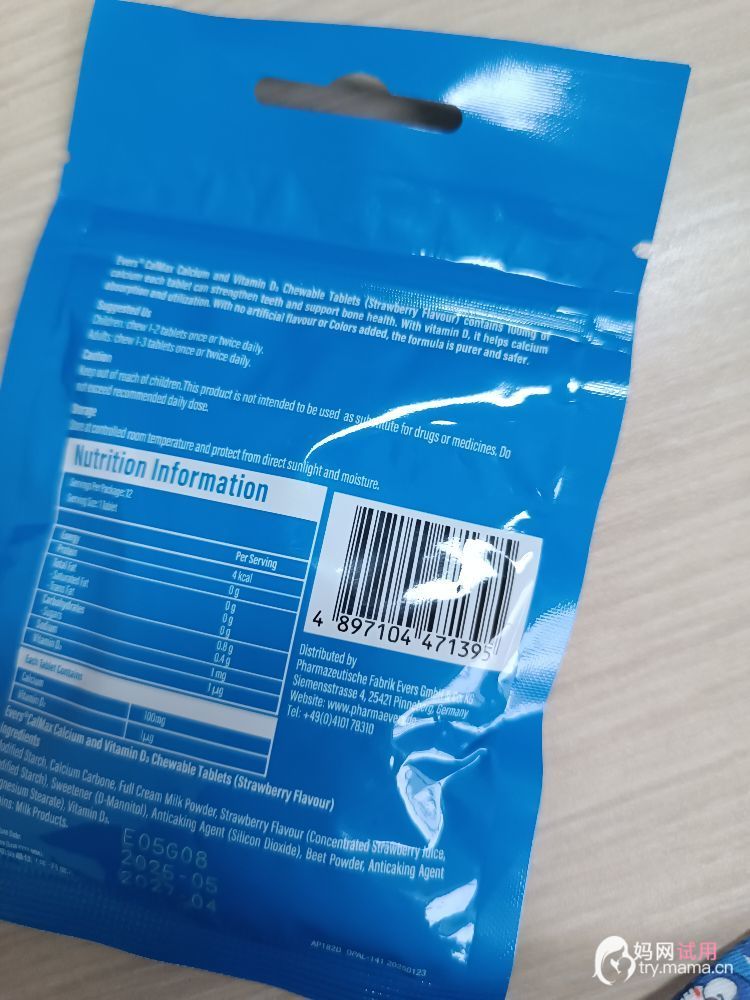 Evers® CalMax Calcium and Vitamin D₃ Chewable Tablets (Strawberry Flavour) contains 100mg of
calcium each tablet can strengthen teeth and support bone health. With vitamin D, it helps calcium
absorption and utilization. With no artificial flavour or Colors added, the formula is purer and safer.
Suggested Us
Children: chew 1-2 tablets once or twice daily.
Adults: chew 1-3 tablets once or twice daily.
Caution
Keep out of reach of children.This product is not intended to be used as substitute for drugs or medicines. Do
not exceed recommended daily dose.
Storage
at controlled room temperature and protect from direct sunlight and moisture.
Nutrition Information
Servings Per Package: 12
Serving Size: 1 Tablet
Per Serving
Energy 4 kcal
Protein 0 g
Total Fat 0 g
-Saturated Fat 0 g
-Trans Fat 0 g
Carbohydrates 0.8 g
-Sugars 0.4 g
Sodium 1 mg
Vitamin D₃ 1 µg
Each Tablet Contains
Calcium 100mg
Vitamin D₃ 1µg
4 897104 471395
Distributed by
Pharmazeutische Fabrik Evers GmbH & Co KG
Siemensstrasse 4, 25421 Pinneberg, Germany
Website: www.pharmaevers.de
Tel: +49(0)410178310
Evers®CalMax Calcium and Vitamin D₃ Chewable Tablets (Strawberry Flavour)
Ingredients
Modified Starch, Calcium Carbone, Full Cream Milk Powder, Strawberry Flavour (Concentrated Strawberry Juice,
Modified Starch), Sweetener (D-Mannitol), Anticaking Agent (Silicon Dioxide), Beet Powder, Anticaking Agent
(Magnesium Stearate), Vitamin D₃.
Milk Products.
E05G08
2025-05
2027-04
AP182D OPAL-141 20250123
妈网试用
try.mama.cn